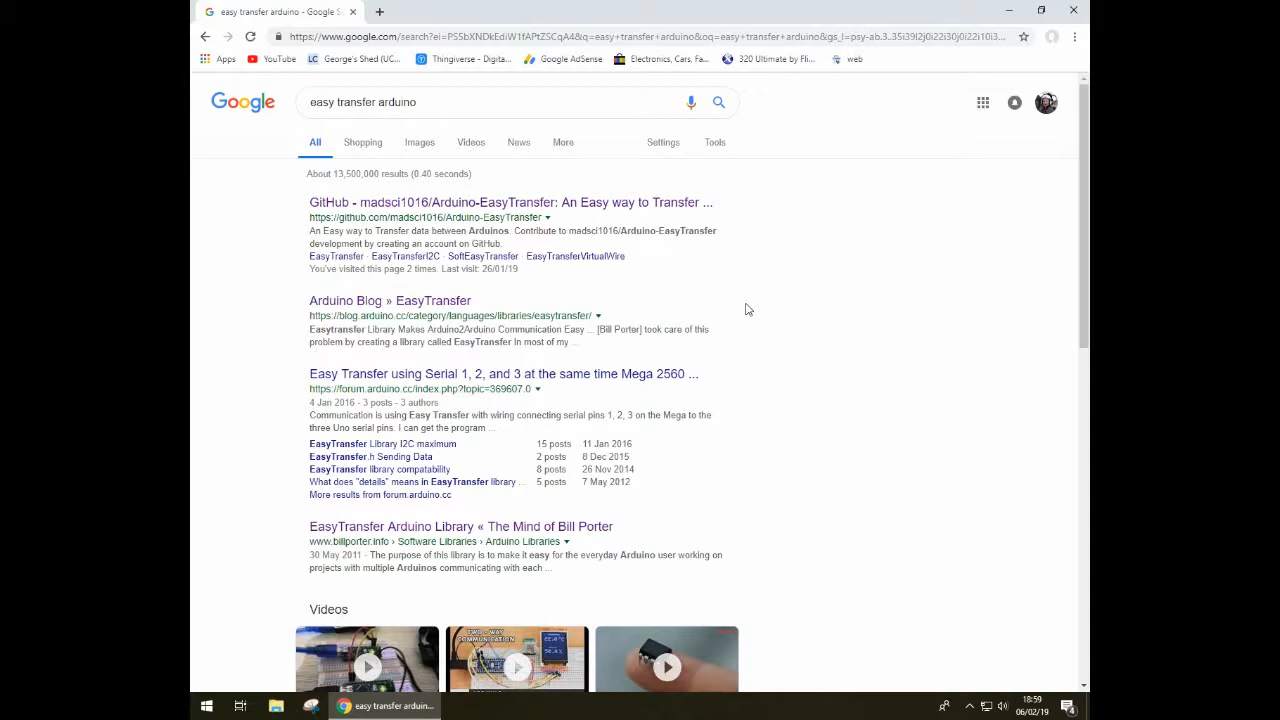 easy transfer arduino - Google S
https://www.google.com/search?ei=PS5bXNDkEdiW1fAPtZSCqA4&q=easy+transfer+arduino&oq=easy+transfer+arduino&gs_l=psy-ab.3..35i39l2j0i22i30j0i22i10i3...
Apps YouTube George's Shed (UC... Thingiverse - Digita... Google AdSense Electronics, Cars, Fa... 320 Ultimate by Fli... web
Google easy transfer arduino
All Shopping Images Videos News More Settings Tools
About 13,500,000 results (0.40 seconds)
GitHub - madsci1016/Arduino-EasyTransfer: An Easy way to Transfer ...
https://github.com/madsci1016/Arduino-EasyTransfer
An Easy way to Transfer data between Arduinos. Contribute to madsci1016/Arduino-EasyTransfer
development by creating an account on GitHub.
EasyTransfer · EasyTransferI2C · SoftEasyTransfer · EasyTransferVirtualWire
You've visited this page 2 times. Last visit: 26/01/19
Arduino Blog » EasyTransfer
https://blog.arduino.cc/category/languages/libraries/easytransfer/
Easytransfer Library Makes Arduino2Arduino Communication Easy ... [Bill Porter] took care of this
problem by creating a library called EasyTransfer In most of my ...
Easy Transfer using Serial 1, 2, and 3 at the same time Mega 2560 ...
https://forum.arduino.cc/index.php?topic=369607.0
4 Jan 2016 - 3 posts - 3 authors
Communication is using Easy Transfer with wiring connecting serial pins 1, 2, 3 on the Mega to the
three Uno serial pins. I can get the program ...
EasyTransfer Library I2C maximum 15 posts 11 Jan 2016
EasyTransfer.h Sending Data 2 posts 8 Dec 2015
EasyTransfer library compatability 8 posts 26 Nov 2014
What does "details" means in EasyTransfer library ... 5 posts 7 May 2012
More results from forum.arduino.cc
EasyTransfer Arduino Library « The Mind of Bill Porter
www.billporter.info › Software Libraries › Arduino Libraries
30 May 2011 - The purpose of this library is to make it easy for the everyday Arduino user working on
projects with multiple Arduinos communicating with each ...
Videos
TWO - WAY
COMMUNICATION
easy transfer arduin...
18:59
06/02/19
4